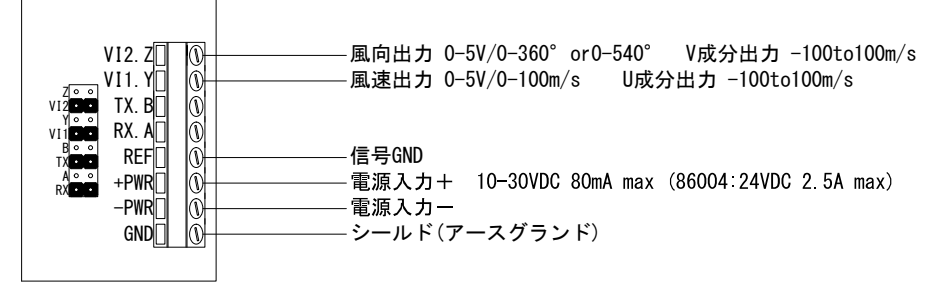 VI2.Z 風向出力 0-5V/0-360° or0-540° V成分出力 -100to100m/s
VI1.Y 風速出力 0-5V/0-100m/s U成分出力 -100to100m/s
TX.B
RX.A
REF 信号GND
+PWR 電源入力＋ 10-30VDC 80mA max (86004:24VDC 2.5A max)
-PWR 電源入力ー
GND シールド(アースグランド)
Z
VI2
Y
VI1
B
TX
A
RX